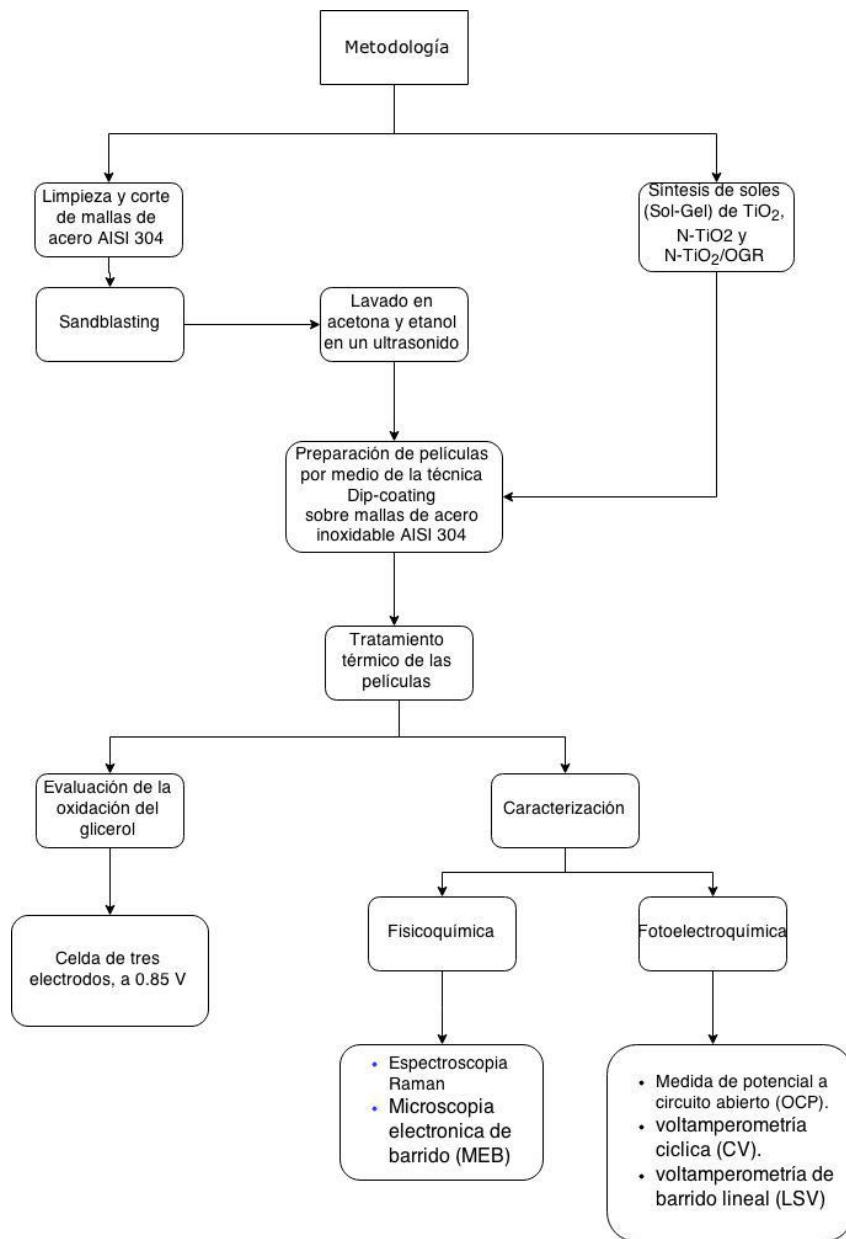 Metodología
Limpieza y corte
de mallas de
acero AISI 304
Síntesis de soles
(Sol-Gel) de TiO2,
N-TiO2 y
N-TiO2/OGR
Sandblasting
Lavado en
acetona y etanol
en un ultrasonido
Preparación de películas
por medio de la técnica
Dip-coating
sobre mallas de acero
inoxidable AISI 304
Tratamiento
térmico de las
películas
Evaluación de la
oxidación del
glicerol
Caracterización
Celda de tres
electrodos, a 0.85 V
Fisicoquímica
Fotoelectroquímica
• Espectroscopia
Raman
• Microscopia
electronica de
barrido (MEB)
• Medida de potencial a
circuito abierto (OCP).
• voltamperometría
ciclica (CV).
• voltamperometría de
barrido lineal (LSV)